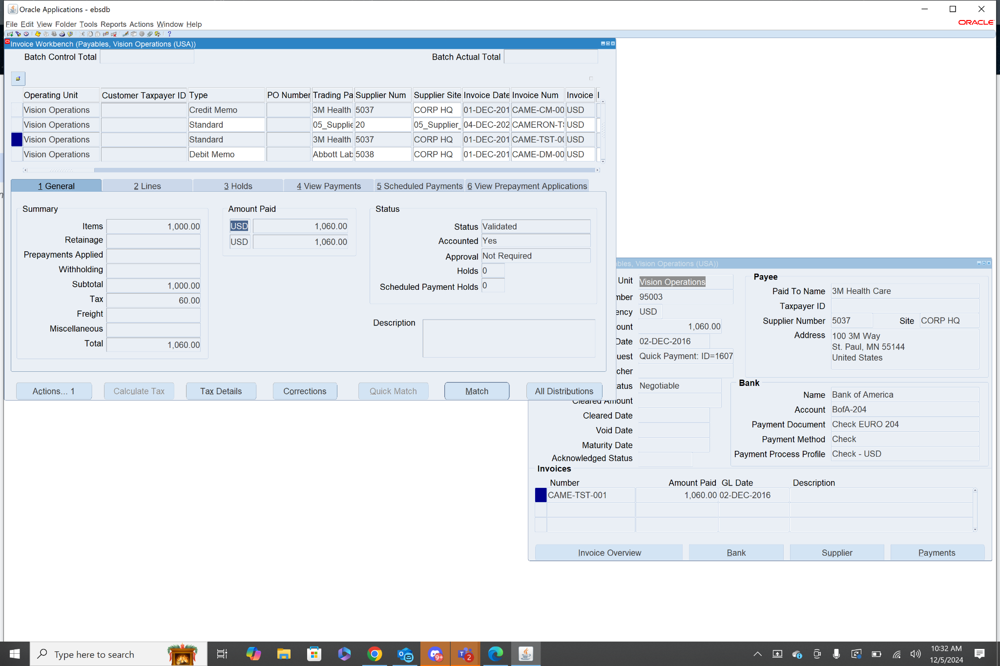 Oracle Applications - ebsdb
File Edit View Folder Tools Reports Actions Window Help
ORACLE
Invoice Workbench (Payables, Vision Operations (USA))
Batch Control Total
Batch Actual Total
Operating Unit Customer Taxpayer ID Type PO Number Trading Pa Supplier Num Supplier Site Invoice Date Invoice Num Invoice I
Vision Operations Credit Memo 3M Health 5037 CORP HQ 01-DEC-201 CAME-CM-00 USD
Vision Operations Standard 05_Supplie 20 05_Supplier_ 04-DEC-202 CAMERON-TS USD
Vision Operations Standard 3M Health 5037 CORP HQ 01-DEC-201 CAME-TST-00 USD
Vision Operations Debit Memo Abbott Lab 5038 CORP HQ 01-DEC-201 CAME-DM-00 USD
1 General 2 Lines 3 Holds 4 View Payments 5 Scheduled Payments 6 View Prepayment Applications
Summary
Items 1,000.00
Retainage
Prepayments Applied
Withholding
Subtotal 1,000.00
Tax 60.00
Freight
Miscellaneous
Total 1,060.00
Amount Paid
USD 1,060.00
USD 1,060.00
Status
Status Validated
Accounted Yes
Approval Not Required
Holds 0
Scheduled Payment Holds 0
Description
Actions... 1 Calculate Tax Tax Details Corrections Quick Match Match All Distributions
bles, Vision Operations (USA))
Unit Vision Operations
mber 95003
ency USD
ount 1,060.00
Date 02-DEC-2016
uest Quick Payment: ID=1607
cher
atus Negotiable
Cleared Amount
Cleared Date
Void Date
Maturity Date
Acknowledged Status
Payee
Paid To Name 3M Health Care
Taxpayer ID
Supplier Number 5037 Site CORP HQ
Address 100 3M Way
St. Paul, MN 55144
United States
Bank
Name Bank of America
Account BofA-204
Payment Document Check EURO 204
Payment Method Check
Payment Process Profile Check - USD
Invoices
Number Amount Paid GL Date Description
CAME-TST-001 1,060.00 02-DEC-2016
Invoice Overview Bank Supplier Payments
Type here to search
9+
2
10:32 AM
12/5/2024